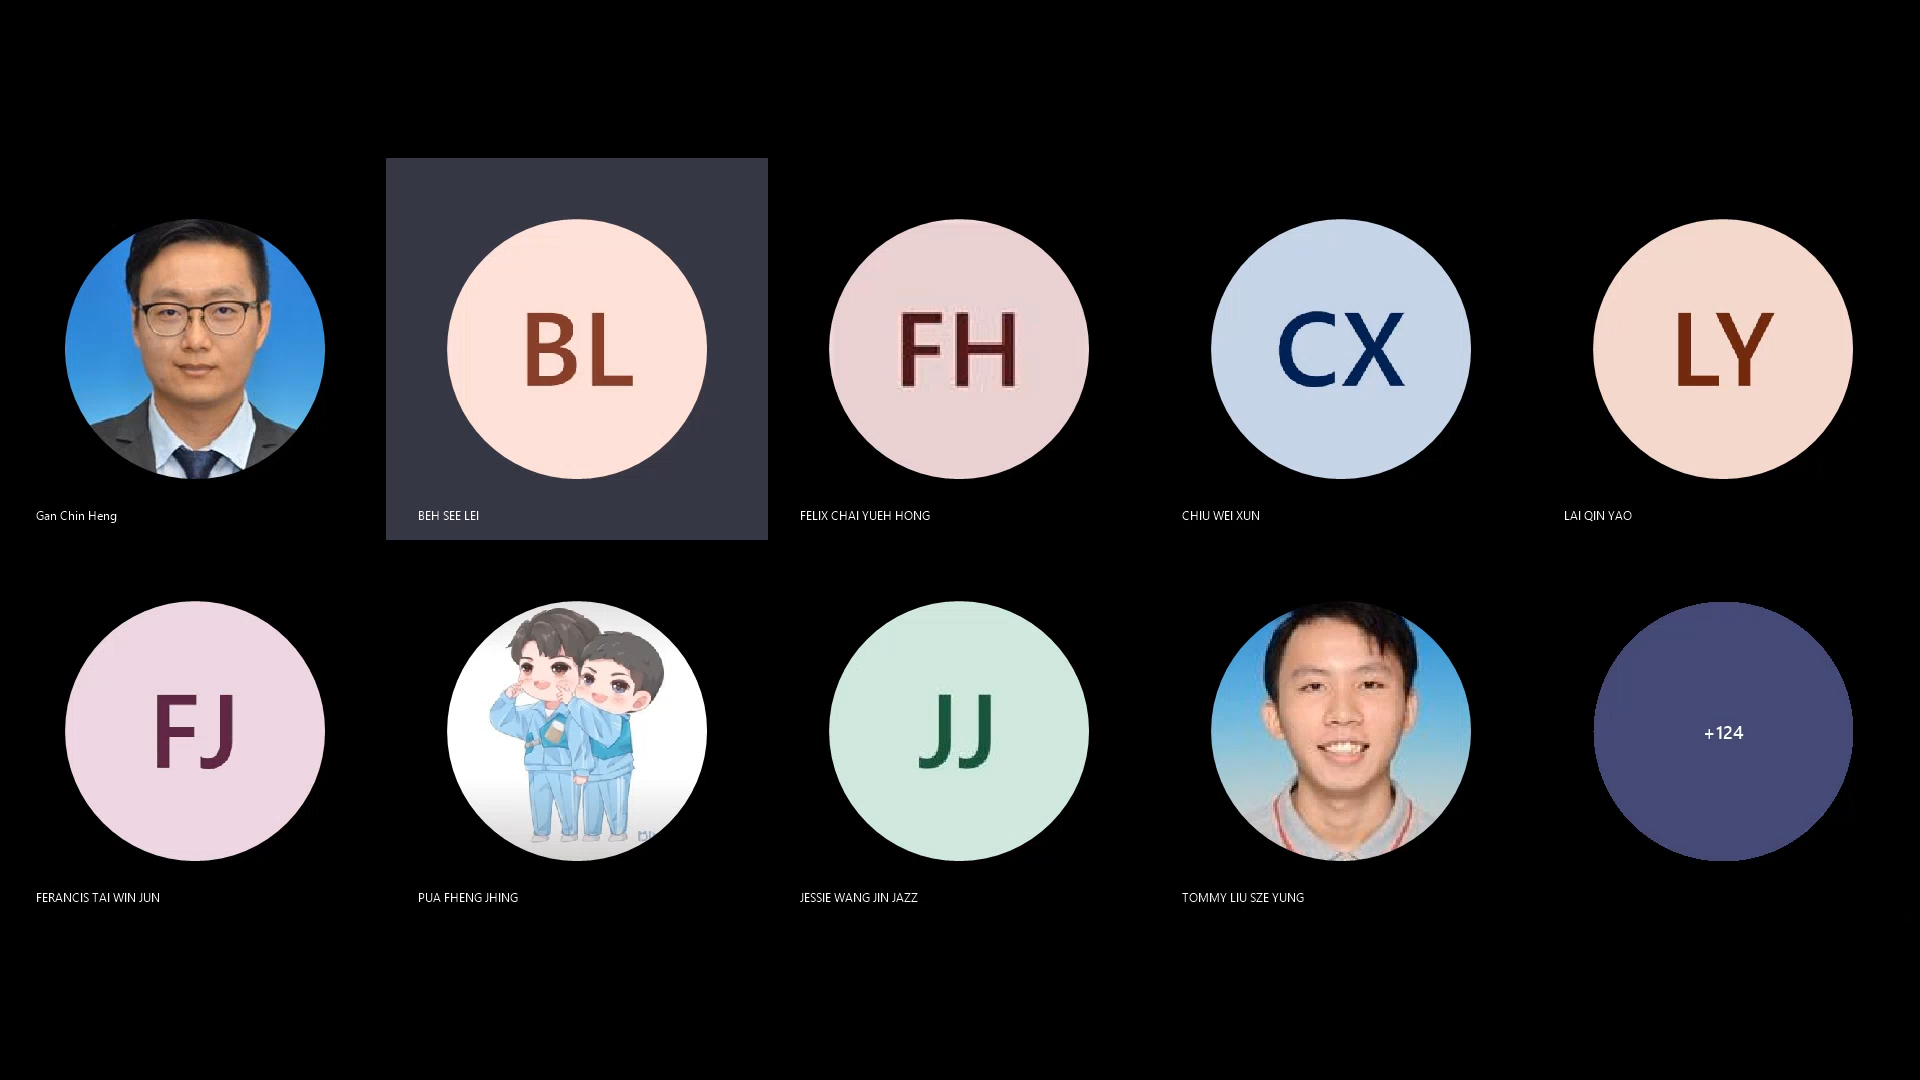 BL
FH
CX
LY
Gan Chin Heng
BEH SEE LEI
FELIX CHAI YUEH HONG
CHIU WEI XUN
LAI QIN YAO
FJ
JJ
+124
FERANCIS TAI WIN JUN
PUA FHENG JHING
JESSIE WANG JIN JAZZ
TOMMY LIU SZE YUNG